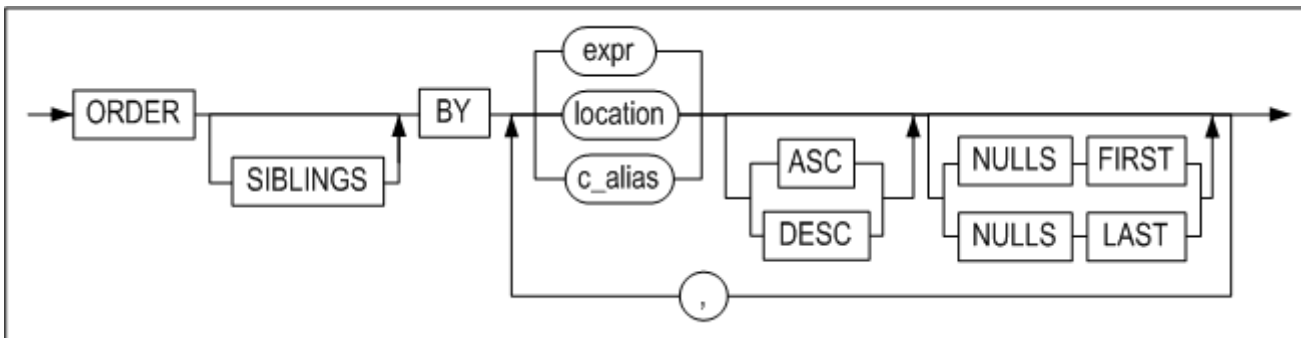 expr
ORDER BY location
SIBLINGS c_alias ASC NULLS FIRST
DESC NULLS LAST
,